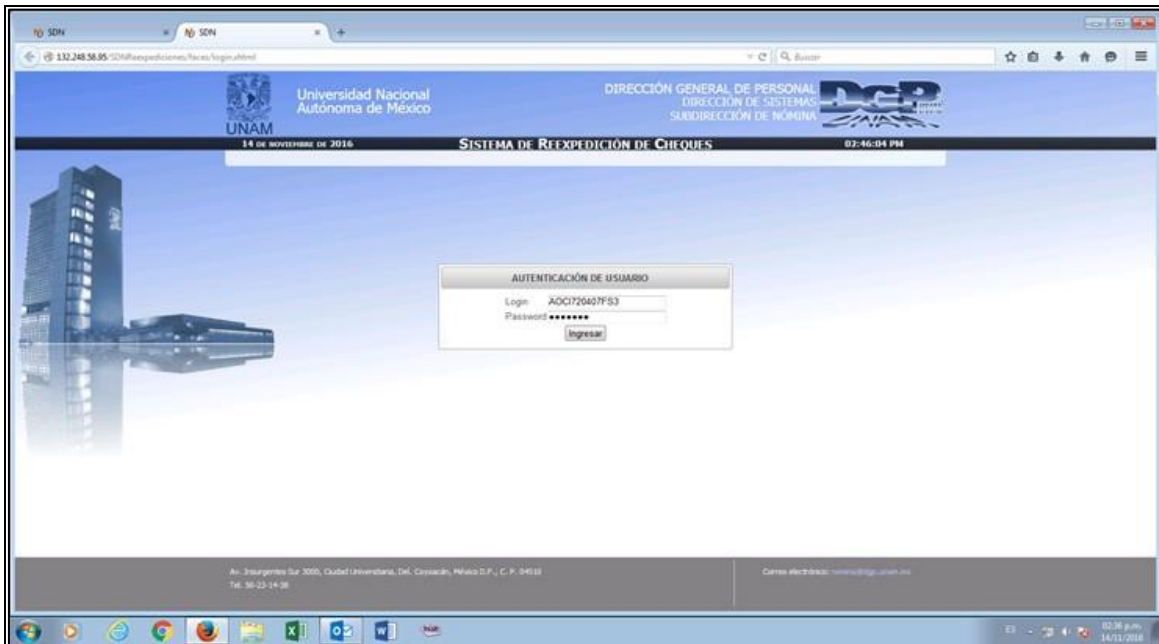 SDN
SDN
132.248.58.95/SDNReexpediciones/faces/login.xhtml
Buscar
UNAM
Universidad Nacional
Autónoma de México
DIRECCIÓN GENERAL DE PERSONAL
DIRECCIÓN DE SISTEMAS
SUBDIRECCIÓN DE NÓMINA
DGP
14 DE NOVIEMBRE DE 2016
SISTEMA DE REEXPEDICIÓN DE CHEQUES
02:46:04 PM
AUTENTICACIÓN DE USUARIO
Login AOCI720407FS3
Password
Ingresar
Av. Insurgentes Sur 3000, Ciudad Universitaria, Del. Coyoacán, México D.F., C. P. 04510
Tel. 56-23-14-38
Correo electrónico:
ES
02:36 p.m.
14/11/2016